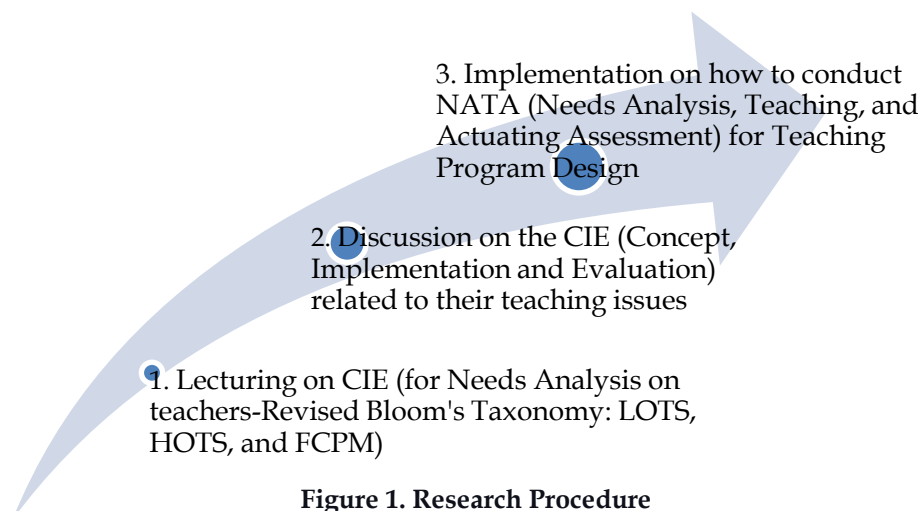 3. Implementation on how to conduct
NATA (Needs Analysis, Teaching, and
Actuating Assessment) for Teaching
Program Design
2. Discussion on the CIE (Concept,
Implementation and Evaluation)
related to their teaching issues
1. Lecturing on CIE (for Needs Analysis on
teachers-Revised Bloom's Taxonomy: LOTS,
HOTS, and FCPM)
Figure 1. Research Procedure